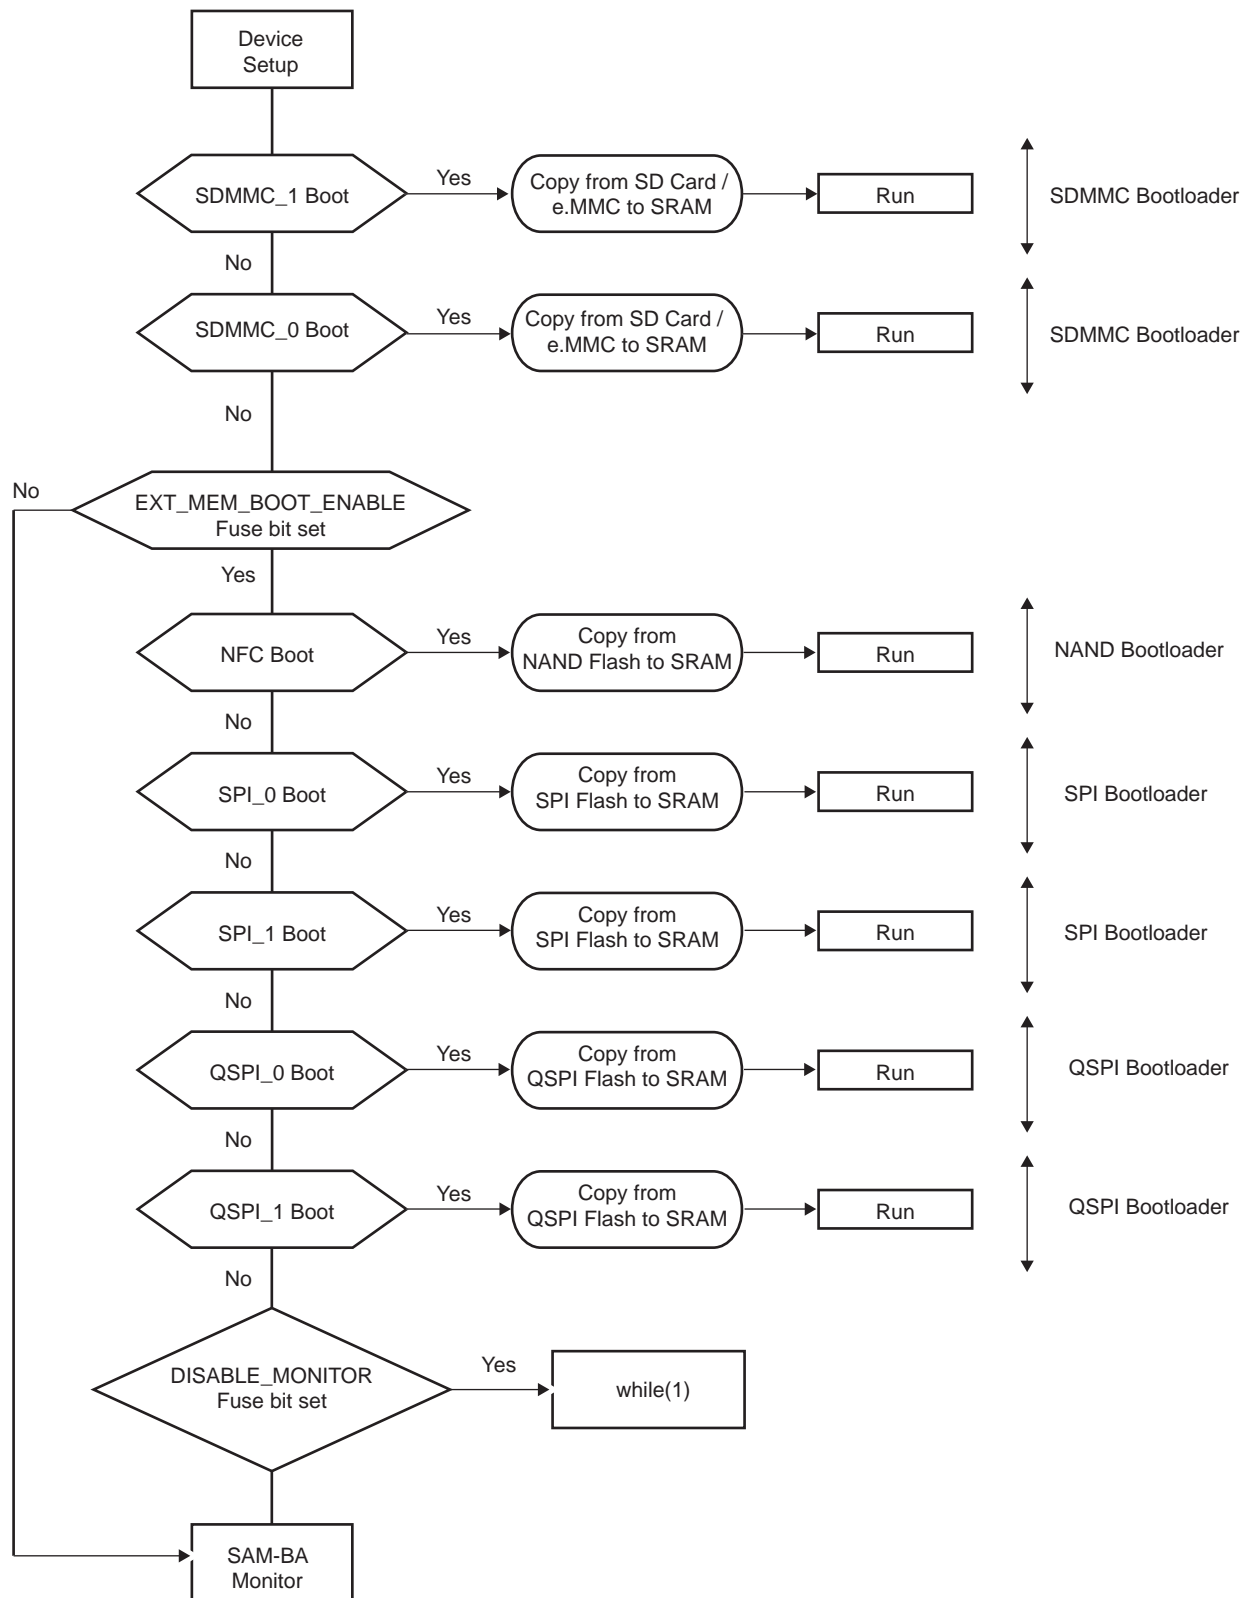 Device
Setup
SDMMC_1 Boot
Yes
Copy from SD Card /
e.MMC to SRAM
Run
SDMMC Bootloader
No
SDMMC_0 Boot
Yes
Copy from SD Card /
e.MMC to SRAM
Run
SDMMC Bootloader
No
No
EXT_MEM_BOOT_ENABLE
Fuse bit set
Yes
NFC Boot
Yes
Copy from
NAND Flash to SRAM
Run
NAND Bootloader
No
SPI_0 Boot
Yes
Copy from
SPI Flash to SRAM
Run
SPI Bootloader
No
SPI_1 Boot
Yes
Copy from
SPI Flash to SRAM
Run
SPI Bootloader
No
QSPI_0 Boot
Yes
Copy from
QSPI Flash to SRAM
Run
QSPI Bootloader
No
QSPI_1 Boot
Yes
Copy from
QSPI Flash to SRAM
Run
QSPI Bootloader
No
DISABLE_MONITOR
Fuse bit set
Yes
while(1)
SAM-BA
Monitor